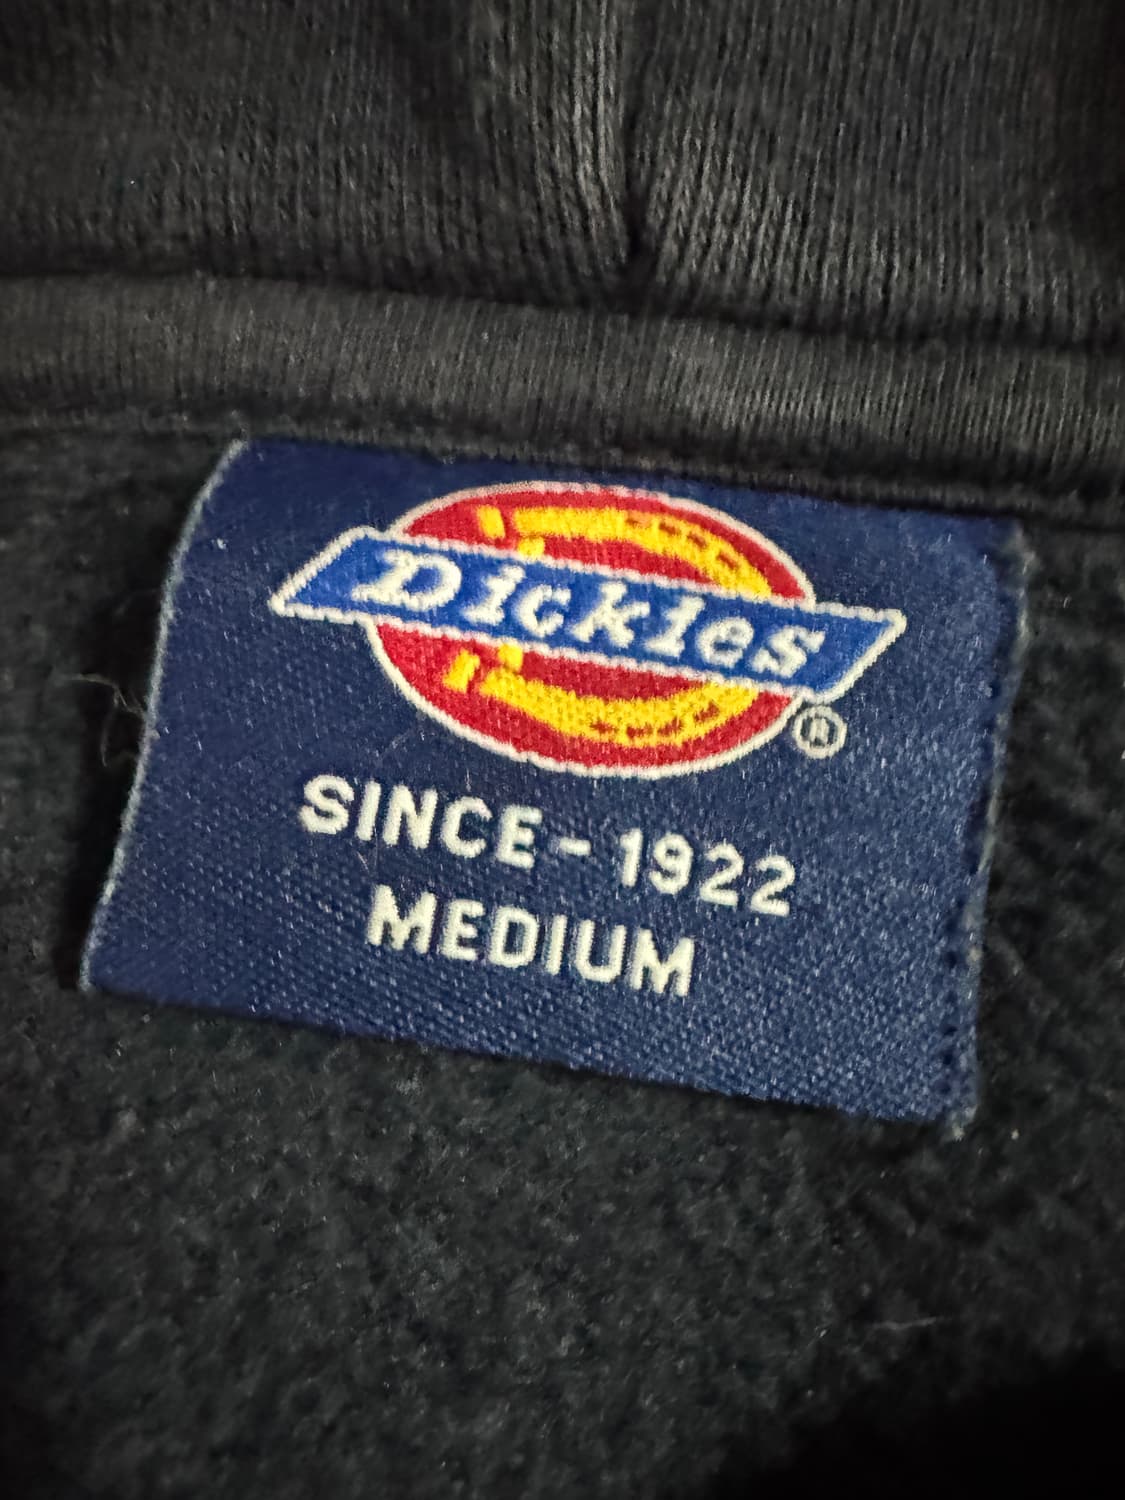 Dickies
®
SINCE - 1922
MEDIUM